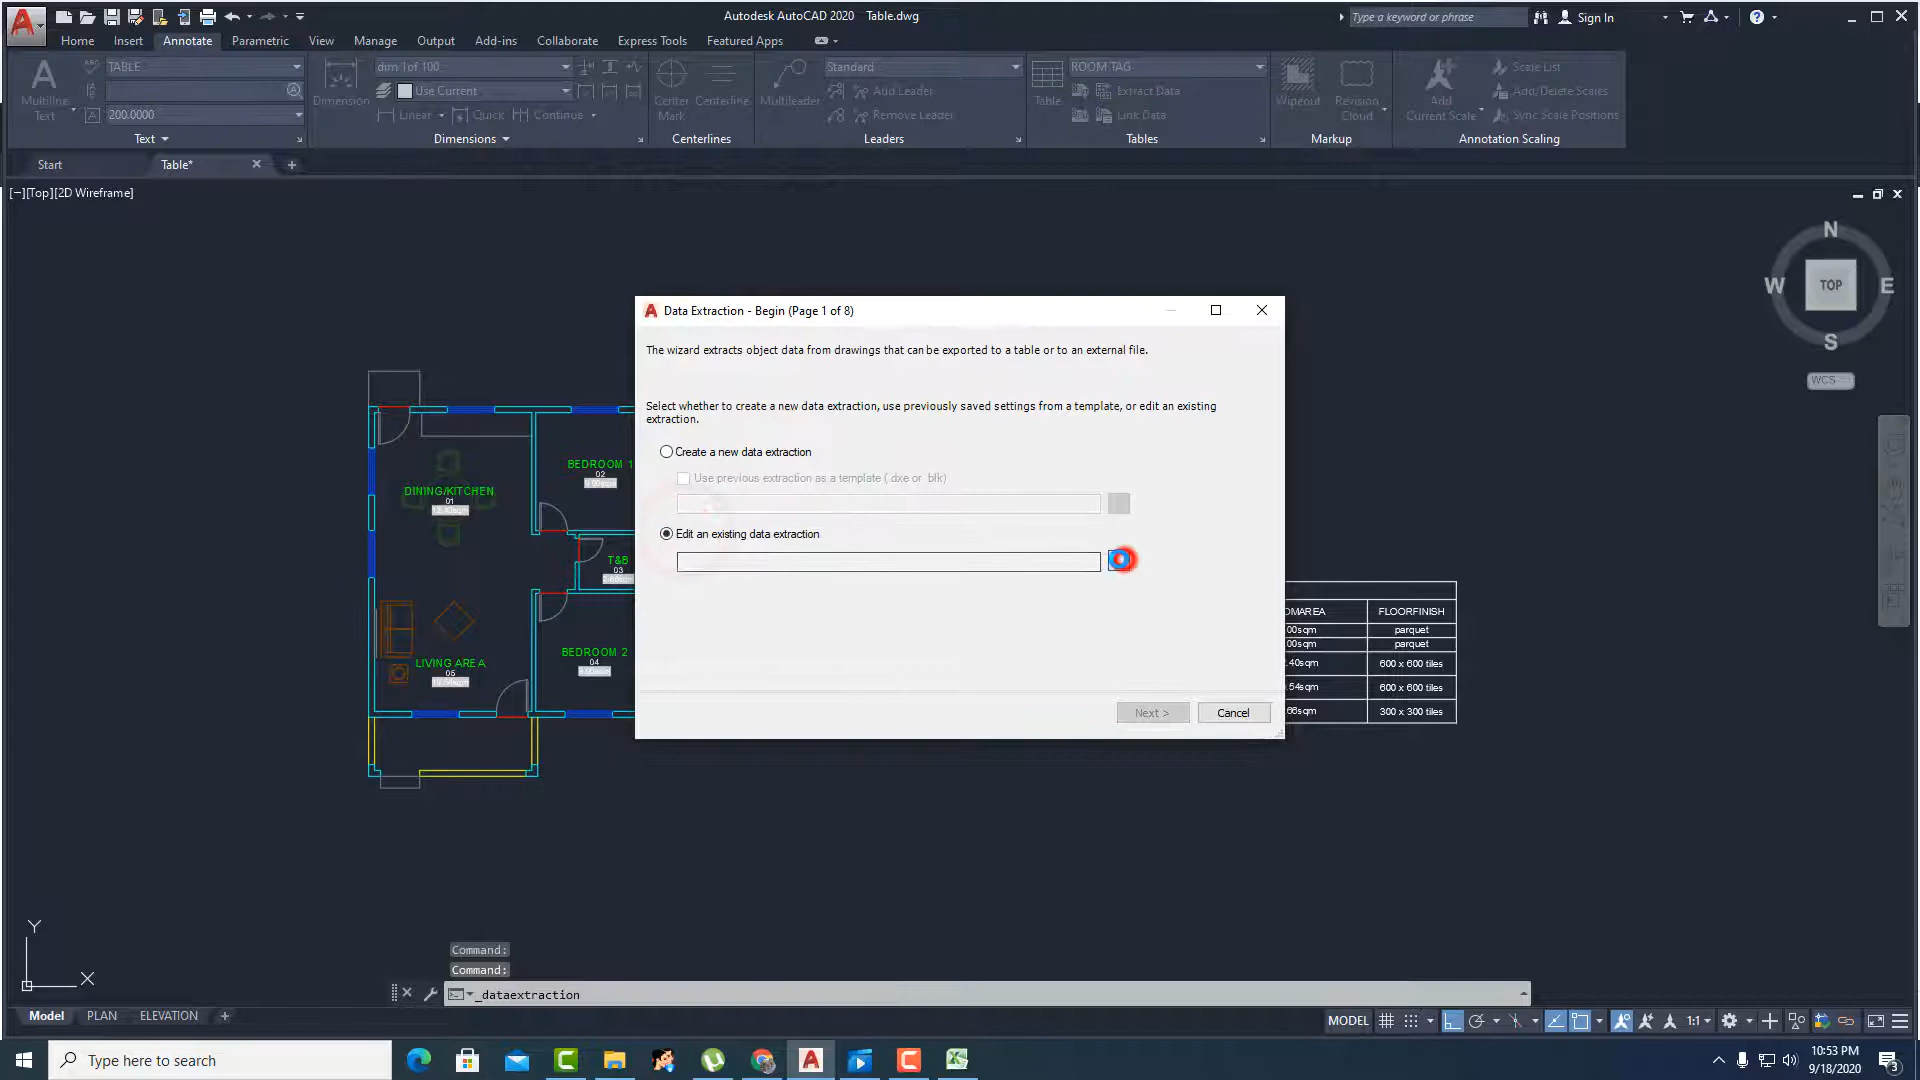 Autodesk AutoCAD 2020 Table.dwg
Type a keyword or phrase
Sign In
Home Insert Annotate Parametric View Manage Output Add-ins Collaborate Express Tools Featured Apps
TABLE
dim 1of 100
Standard
ROOM TAG
Scale List
Use Current
Add Leader
Extract Data
Add/Delete Scales
Multiline
Text
Dimension
Center
Mark
Centerline
Multileader
Table
Wipeout
Revision
Cloud
Add
Current Scale
200.0000
Linear Quick Continue
Remove Leader
Link Data
Sync Scale Positions
Text Dimensions Centerlines Leaders Tables Markup Annotation Scaling
Start Table*
[−][Top][2D Wireframe]
N
W TOP E
S
WCS
Data Extraction - Begin (Page 1 of 8)
The wizard extracts object data from drawings that can be exported to a table or to an external file.
Select whether to create a new data extraction, use previously saved settings from a template, or edit an existing
extraction.
Create a new data extraction
Use previous extraction as a template (.dxe or .blk)
Edit an existing data extraction
Next > Cancel
BEDROOM 1
02
DINING/KITCHEN
01
T&B
03
BEDROOM 2
04
LIVING AREA
05
OMAREA FLOORFINISH
00sqm parquet
00sqm parquet
.40sqm 600 x 600 tiles
.54sqm 600 x 600 tiles
66sqm 300 x 300 tiles
Y
X
Command:
Command:
_dataextraction
Model PLAN ELEVATION +
MODEL
1:1
Type here to search
10:53 PM
9/18/2020
3